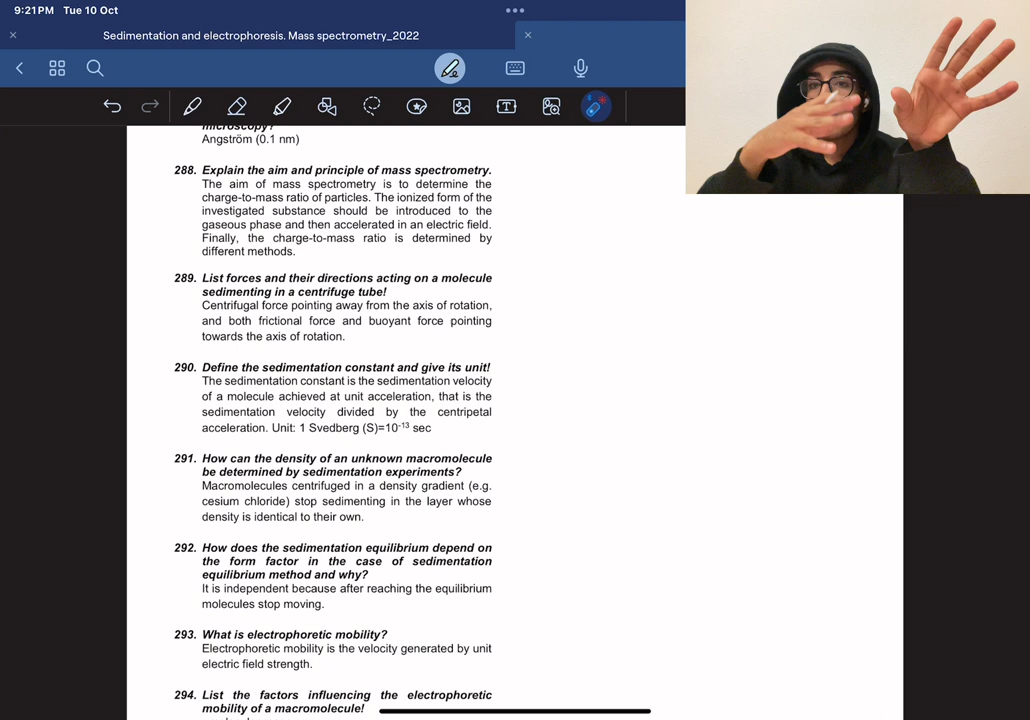 9:21 PM Tue 10 Oct
Sedimentation and electrophoresis. Mass spectrometry_2022
microscopy?
Angström (0.1 nm)
288. Explain the aim and principle of mass spectrometry.
The aim of mass spectrometry is to determine the
charge-to-mass ratio of particles. The ionized form of the
investigated substance should be introduced to the
gaseous phase and then accelerated in an electric field.
Finally, the charge-to-mass ratio is determined by
different methods.
289. List forces and their directions acting on a molecule
sedimenting in a centrifuge tube!
Centrifugal force pointing away from the axis of rotation,
and both frictional force and buoyant force pointing
towards the axis of rotation.
290. Define the sedimentation constant and give its unit!
The sedimentation constant is the sedimentation velocity
of a molecule achieved at unit acceleration, that is the
sedimentation velocity divided by the centripetal
acceleration. Unit: 1 Svedberg (S)=10⁻¹³ sec
291. How can the density of an unknown macromolecule
be determined by sedimentation experiments?
Macromolecules centrifuged in a density gradient (e.g.
cesium chloride) stop sedimenting in the layer whose
density is identical to their own.
292. How does the sedimentation equilibrium depend on
the form factor in the case of sedimentation
equilibrium method and why?
It is independent because after reaching the equilibrium
molecules stop moving.
293. What is electrophoretic mobility?
Electrophoretic mobility is the velocity generated by unit
electric field strength.
294. List the factors influencing the electrophoretic
mobility of a macromolecule!